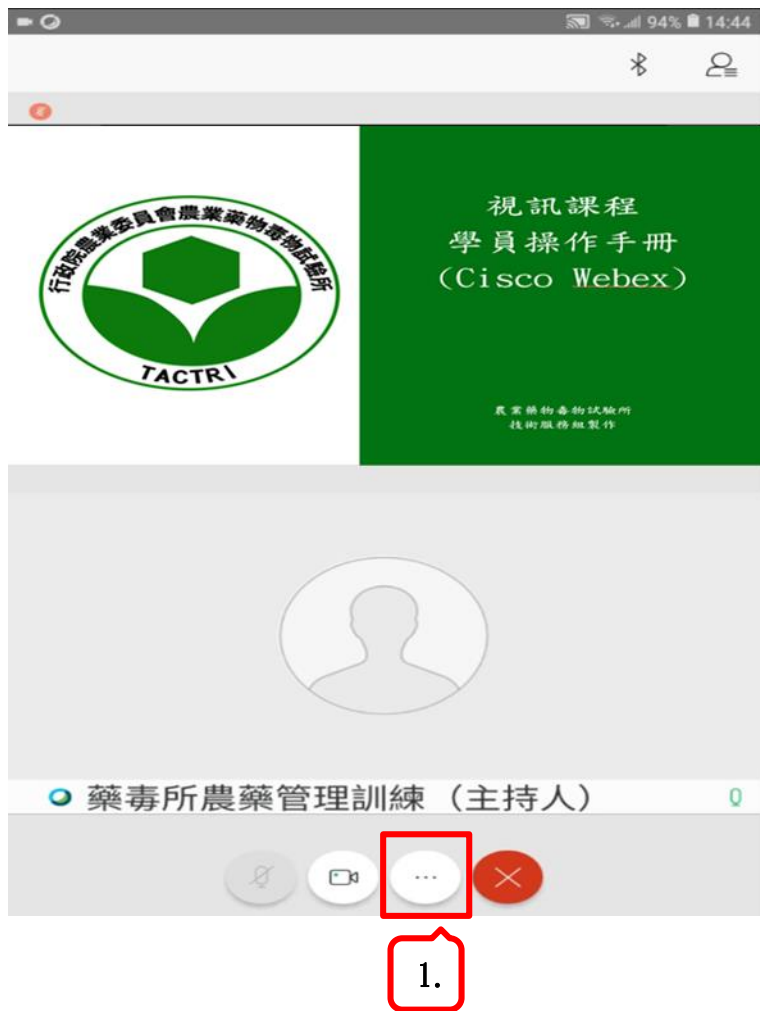 94% 14:44
行政院農業委員會農業藥物毒物試驗所
TACTRI
視訊課程
學員操作手冊
(Cisco Webex)
農業藥物毒物試驗所
技術服務組製作
藥毒所農藥管理訓練（主持人）
...
1.